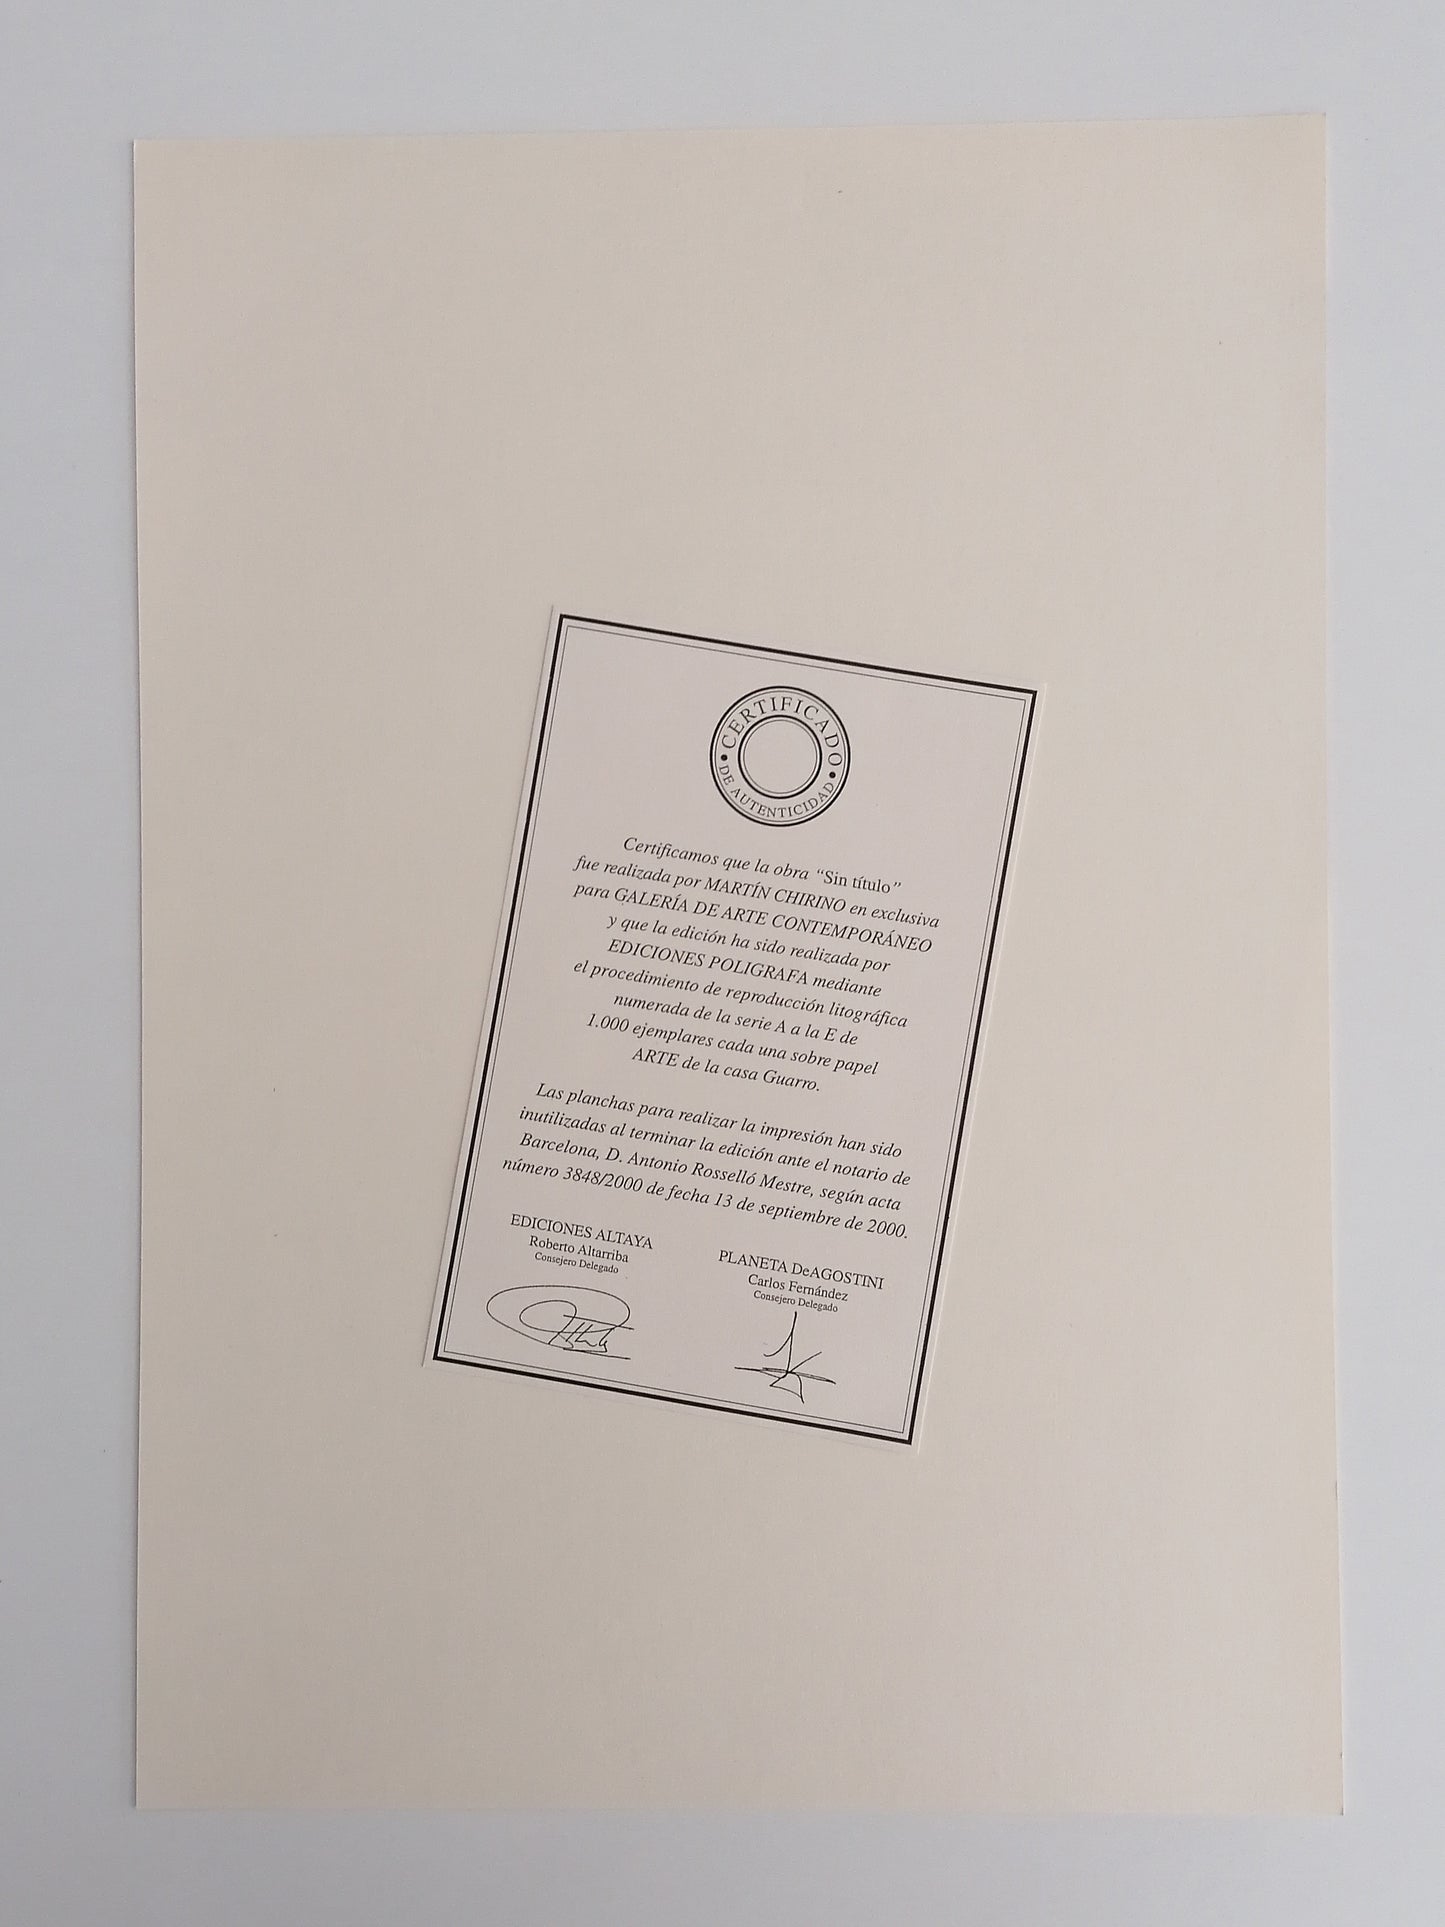 CERTIFICADO
DE AUTENTICIDAD
Certificamos que la obra “Sin título”
fue realizada por MARTÍN CHIRINO en exclusiva
para GALERÍA DE ARTE CONTEMPORÁNEO
y que la edición ha sido realizada por
EDICIONES POLIGRAFA mediante
el procedimiento de reproducción litográfica
numerada de la serie A a la E de
1.000 ejemplares cada una sobre papel
ARTE de la casa Guarro.
Las planchas para realizar la impresión han sido
inutilizadas al terminar la edición ante el notario de
Barcelona, D. Antonio Rosselló Mestre, según acta
número 3848/2000 de fecha 13 de septiembre de 2000.
EDICIONES ALTAYA
Roberto Altarriba
Consejero Delegado
PLANETA DeAGOSTINI
Carlos Fernández
Consejero Delegado